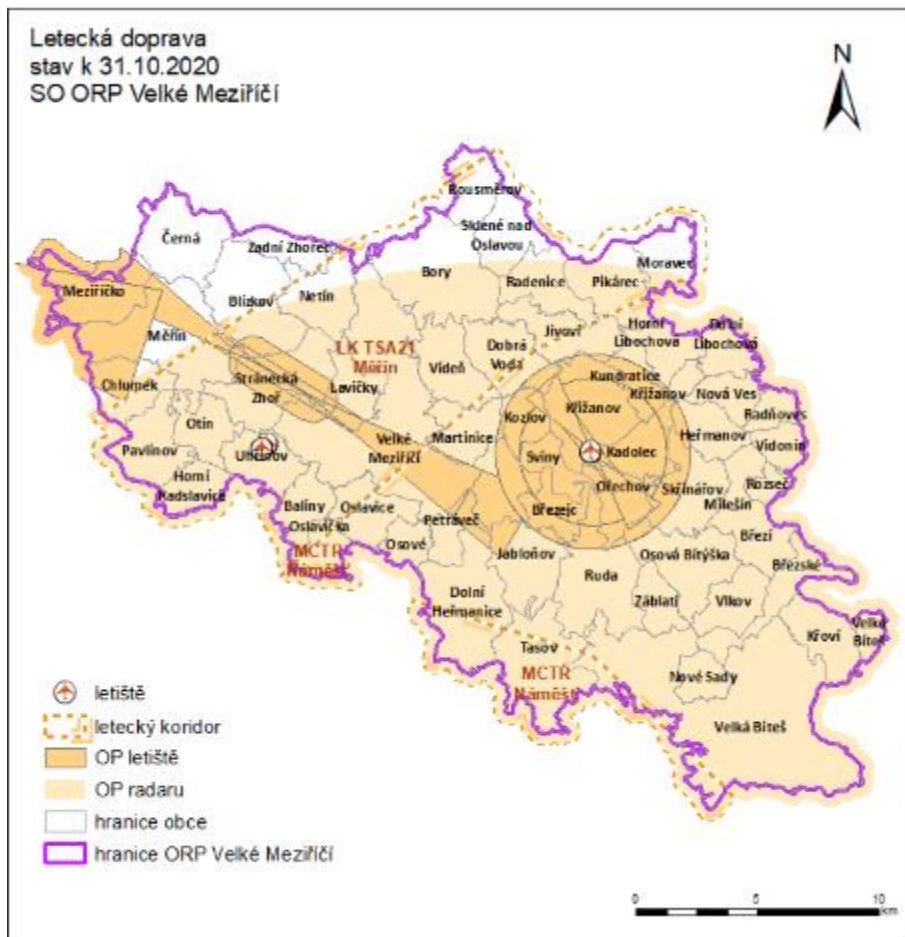 Letecká doprava
stav k 31.10.2020
SO ORP Velké Meziříčí
N
Rousměrov
Černá
Sklené nad
Oslavou
Zadní Zhořec
Moravec
Meziříčko
Bory
Radenice
Pikárec
Blízkov
Netín
Měřín
Jívoví
Horní
Libochová
Dolní
Libochová
LK TSA21
Měřín
Dobrá
Voda
Vídeň
Chlumek
Stránecká
Zhoř
Lavičky
Kundratice
Křižanov
Nová Ves
Kozlov
Křižanov
Radňoves
Otín
Velké
Meziříčí
Martinice
Heřmanov
Vidonín
Pavlínov
Uhřínov
Sviny
Kadolec
Horní
Radslavice
Ořechov
Skřinářov
Rozseč
Milešín
Baliny
Oslavice
Oslavička
Petráveč
Březejc
Březí
Osové
Jabloňov
Osová Bítýška
Březské
MCTR
Náměšť
Ruda
Dolní
Heřmanice
Záblatí
Vlkov
Křoví
Velká
Bíteš
Tasov
MCTR
Náměšť
Nové Sady
Velká Bíteš
letiště
letecký koridor
OP letiště
OP radaru
hranice obce
hranice ORP Velké Meziříčí
0 5 10
km